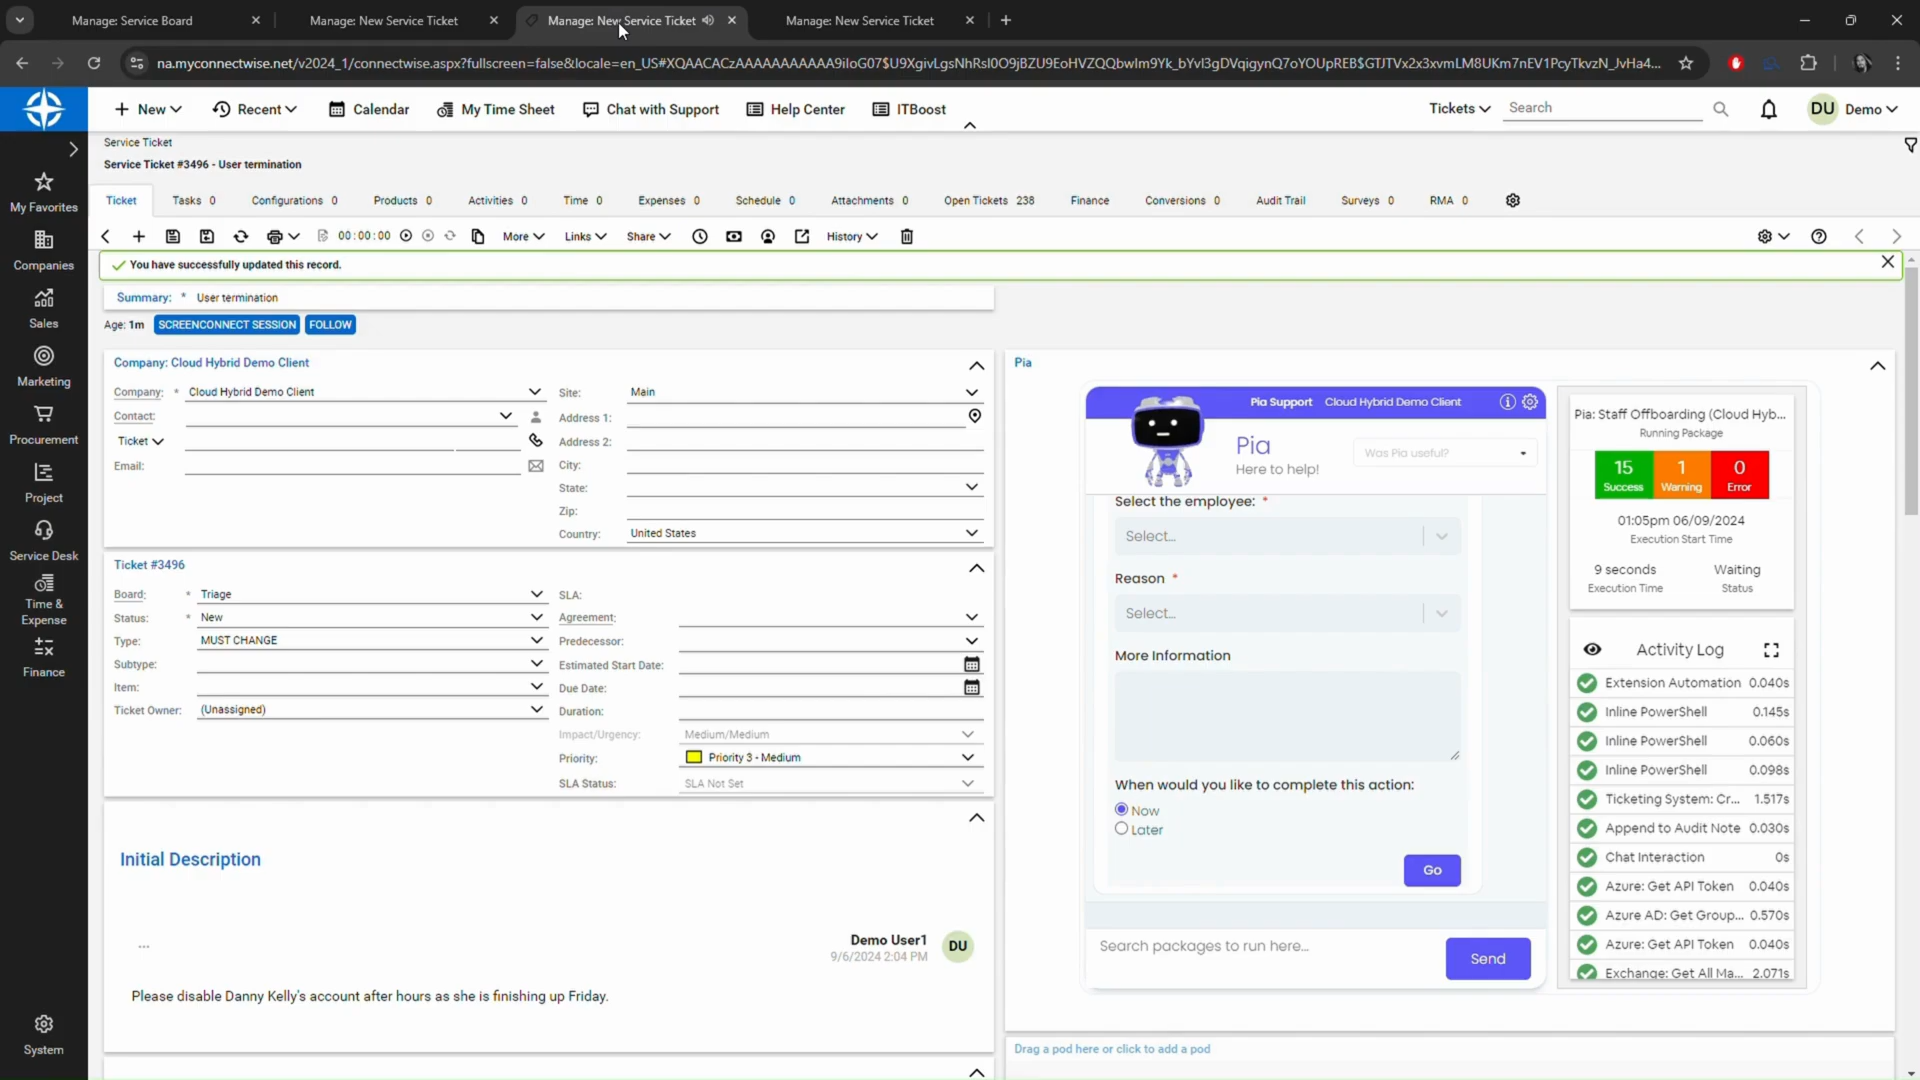 Manage: Service Board
Manage: New Service Ticket
Manage: New Service Ticket
Manage: New Service Ticket
New
Recent
Calendar
My Time Sheet
Chat with Support
Help Center
ITBoost
Tickets
Search
DU
Demo
Service Ticket
Service Ticket #3496 - User termination
Ticket
Tasks 0
Configurations 0
Products 0
Activities 0
Time 0
Expenses 0
Schedule 0
Attachments 0
Open Tickets 238
Finance
Conversions 0
Audit Trail
Surveys 0
RMA 0
00:00:00
More
Links
Share
History
You have successfully updated this record.
Summary: * User termination
Age: 1m
SCREENCONNECT SESSION
FOLLOW
My Favorites
Companies
Sales
Marketing
Procurement
Project
Service Desk
Time &
Expense
Finance
System
Company: Cloud Hybrid Demo Client
Company: * Cloud Hybrid Demo Client
Contact:
Ticket
Email:
Site: Main
Address 1:
Address 2:
City:
State:
Zip:
Country: United States
Ticket #3496
Board: * Triage
Status: * New
Type: MUST CHANGE
Subtype:
Item:
Ticket Owner: (Unassigned)
SLA:
Agreement:
Predecessor:
Estimated Start Date:
Due Date:
Duration:
Impact/Urgency: Medium/Medium
Priority: Priority 3 - Medium
SLA Status: SLA Not Set
Initial Description
...
Demo User1
9/6/2024 2:04 PM
DU
Please disable Danny Kelly's account after hours as she is finishing up Friday.
Pia
Pia Support Cloud Hybrid Demo Client
Pia
Here to help!
Was Pia useful?
Select the employee: *
Select...
Reason *
Select...
More Information
When would you like to complete this action:
Now
Later
Go
Search packages to run here...
Send
Pia: Staff Offboarding (Cloud Hyb...
Running Package
15
Success
1
Warning
0
Error
01:05pm 06/09/2024
Execution Start Time
9 seconds
Execution Time
Waiting
Status
Activity Log
Extension Automation 0.040s
Inline PowerShell 0.145s
Inline PowerShell 0.060s
Inline PowerShell 0.098s
Ticketing System: Cr... 1.517s
Append to Audit Note 0.030s
Chat Interaction 0s
Azure: Get API Token 0.040s
Azure AD: Get Group... 0.570s
Azure: Get API Token 0.040s
Exchange: Get All Ma... 2.071s
Drag a pod here or click to add a pod